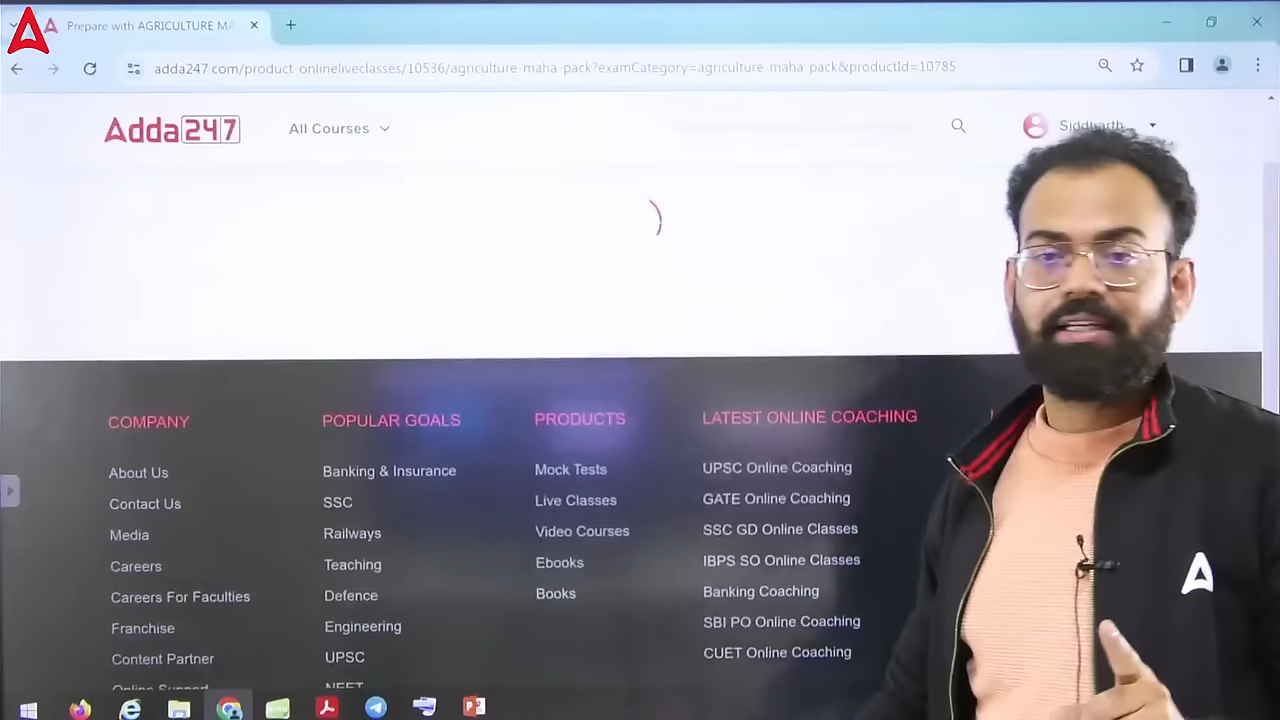 Prepare with AGRICULTURE MA
adda247.com/product-onlineliveclasses/10536/agriculture-maha-pack?examCategory=agriculture-maha-pack&productId=10785
Adda247
All Courses
Siddharth
COMPANY
About Us
Contact Us
Media
Careers
Careers For Faculties
Franchise
Content Partner
Online Support
POPULAR GOALS
Banking & Insurance
SSC
Railways
Teaching
Defence
Engineering
UPSC
NEET
PRODUCTS
Mock Tests
Live Classes
Video Courses
Ebooks
Books
LATEST ONLINE COACHING
UPSC Online Coaching
GATE Online Coaching
SSC GD Online Classes
IBPS SO Online Classes
Banking Coaching
SBI PO Online Coaching
CUET Online Coaching